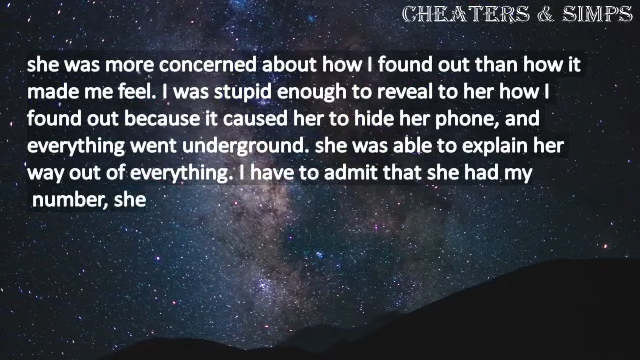 CHEATERS & SIMPS
she was more concerned about how I found out than how it
made me feel. I was stupid enough to reveal to her how I
found out because it caused her to hide her phone, and
everything went underground. she was able to explain her
way out of everything. I have to admit that she had my
number, she